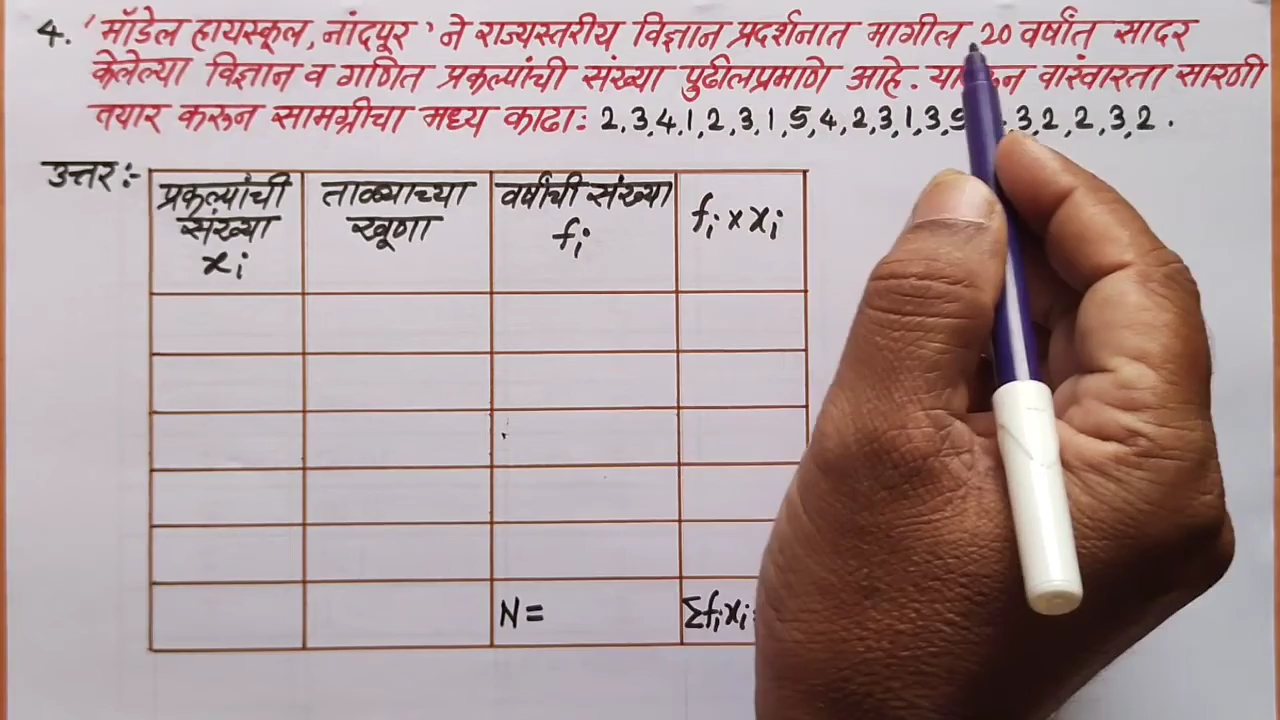 4. 'मॉडेल हायस्कूल, नांदपूर' ने राज्यस्तरीय विज्ञान प्रदर्शनात मागील 20 वर्षांत सादर
केलेल्या विज्ञान व गणित प्रकल्पांची संख्या पुढीलप्रमाणे आहे. वारंवारता सारणी
तयार करून सामग्रीचा मध्य काढा: 2,3,4,1,2,3,1,5,4,2,3,1,3, 3,2,2,3,2.
उत्तर:-
प्रकल्पांची संख्या xi
ताळ्याच्या खूणा
वर्षांची संख्या fi
fi × xi
N =
Σfixi